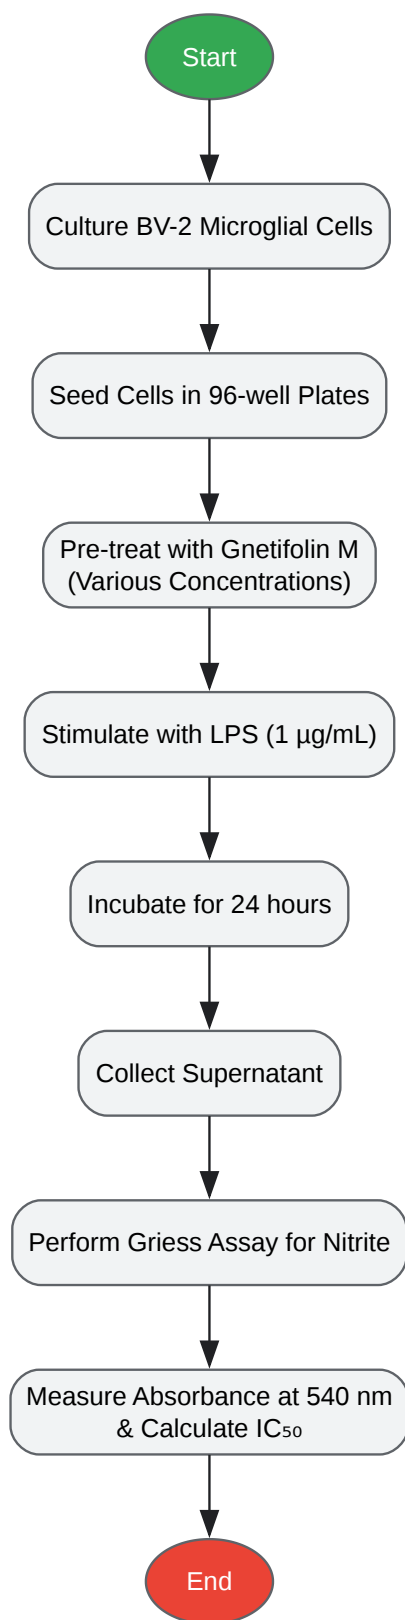 Start
Culture BV-2 Microglial Cells
Seed Cells in 96-well Plates
Pre-treat with Gnetifolin M
(Various Concentrations)
Stimulate with LPS (1 µg/mL)
Incubate for 24 hours
Collect Supernatant
Perform Griess Assay for Nitrite
Measure Absorbance at 540 nm
& Calculate IC₅₀
End